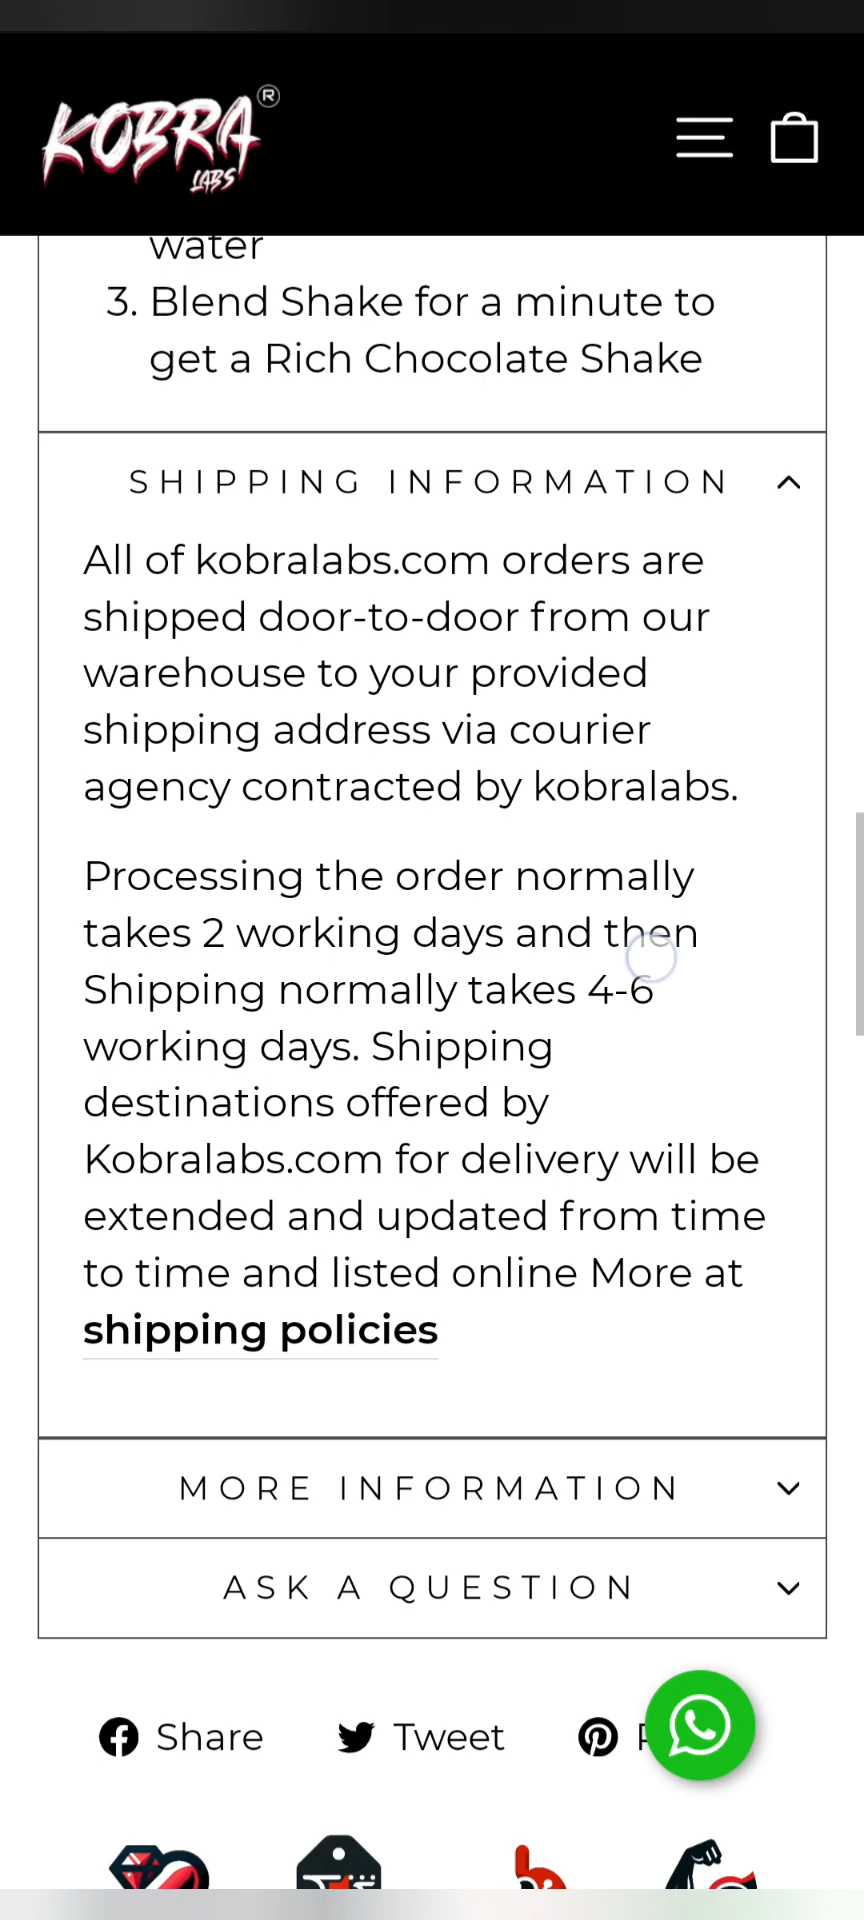 KOBRA ®
LABS
water
3. Blend Shake for a minute to
get a Rich Chocolate Shake
SHIPPING INFORMATION
All of kobralabs.com orders are
shipped door-to-door from our
warehouse to your provided
shipping address via courier
agency contracted by kobralabs.
Processing the order normally
takes 2 working days and then
Shipping normally takes 4-6
working days. Shipping
destinations offered by
Kobralabs.com for delivery will be
extended and updated from time
to time and listed online More at
shipping policies
MORE INFORMATION
ASK A QUESTION
Share Tweet